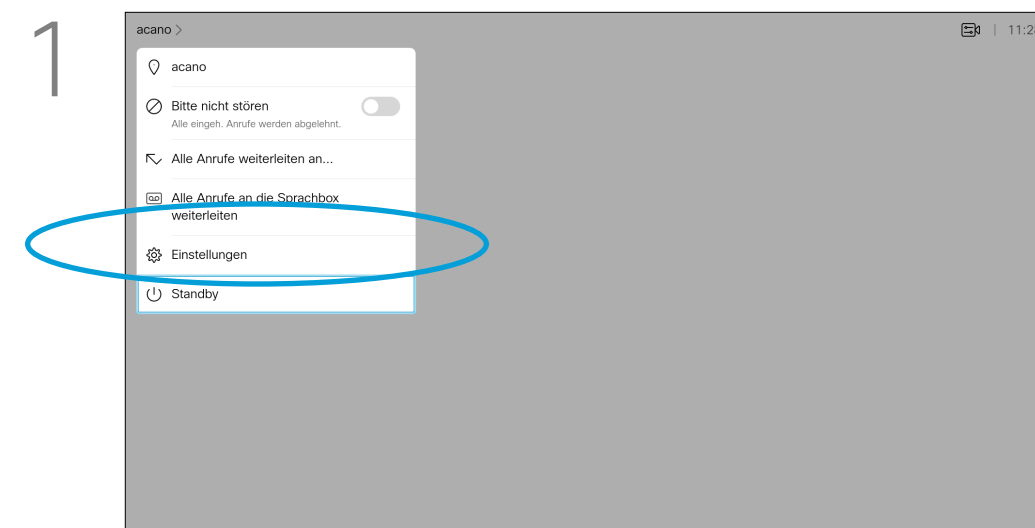 1
acano >
11:28
acano
Bitte nicht stören
Alle eingeh. Anrufe werden abgelehnt.
Alle Anrufe weiterleiten an...
Alle Anrufe an die Sprachbox
weiterleiten
Einstellungen
Standby